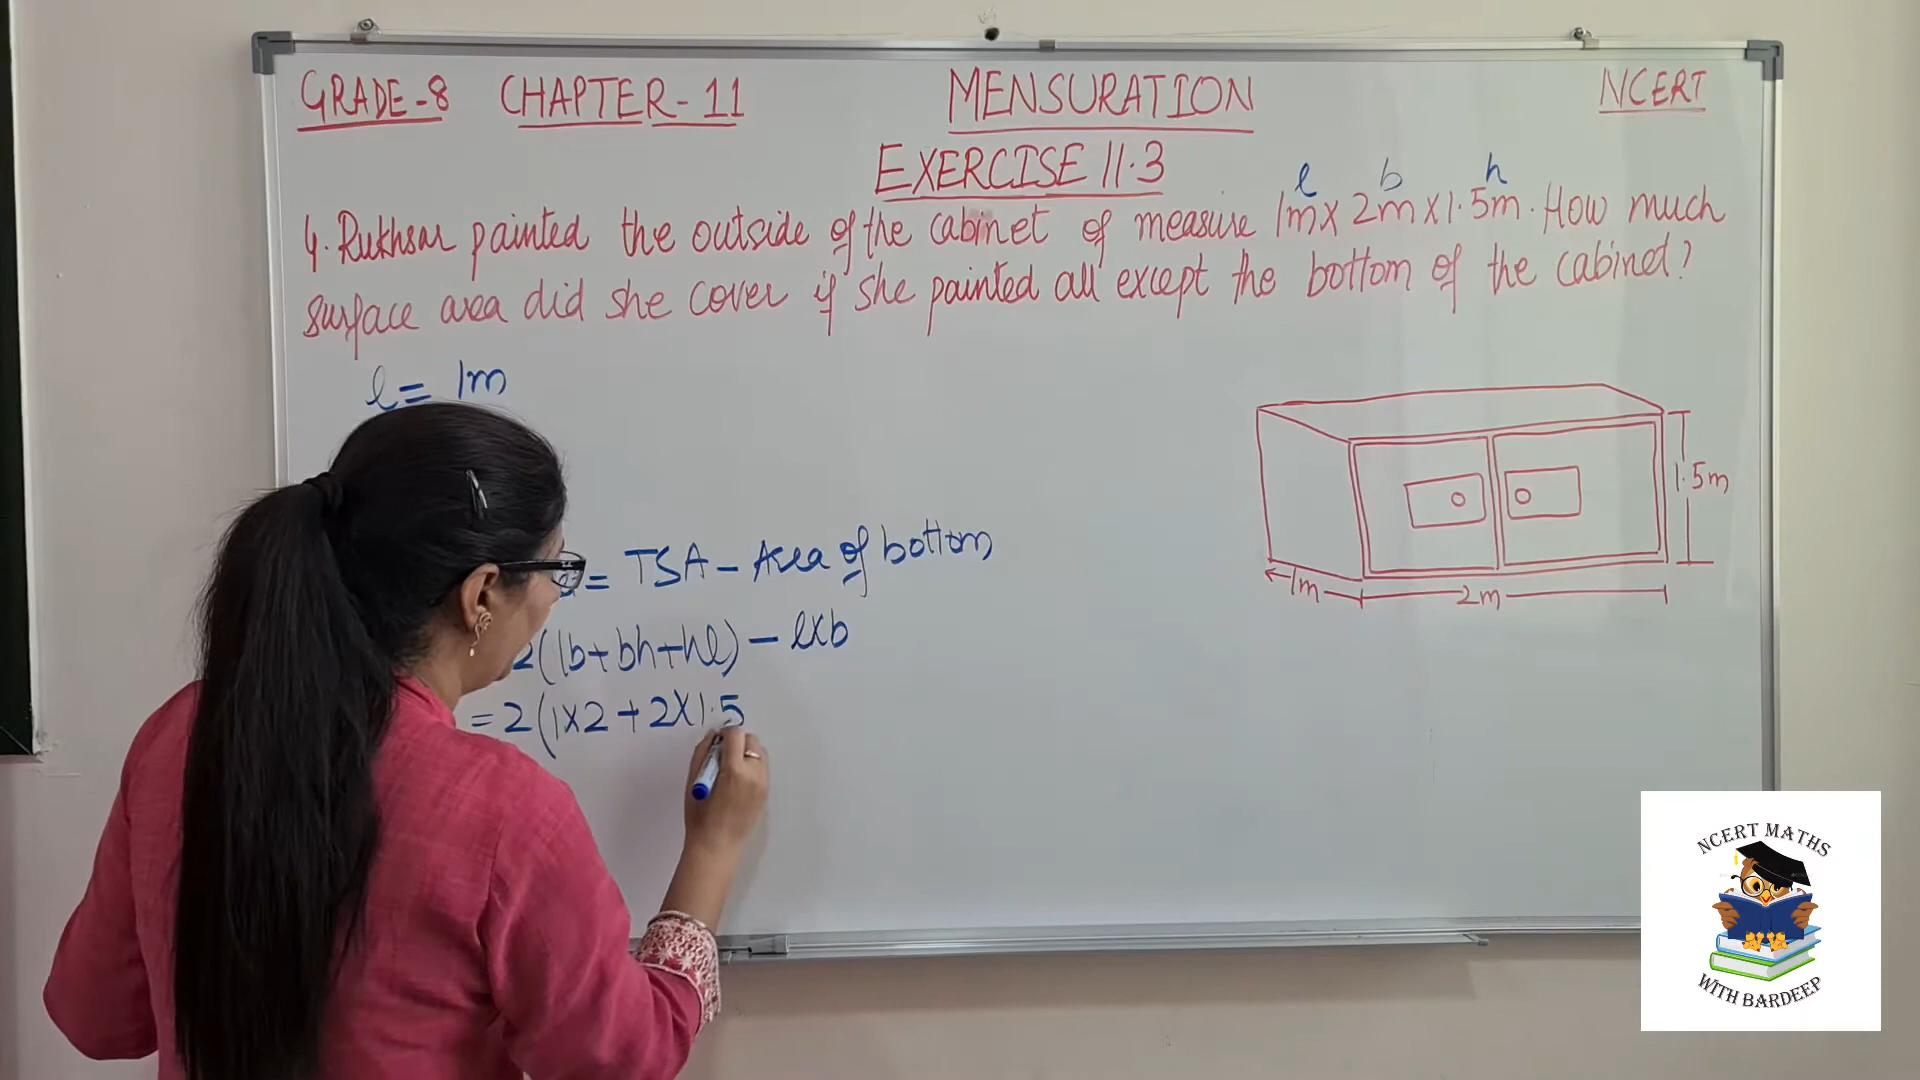 GRADE-8 CHAPTER-11 MENSURATION NCERT
EXERCISE 11.3
l b h
4. Rukhsar painted the outside of the cabinet of measure 1m x 2m x 1.5m. How much
surface area did she cover if she painted all except the bottom of the cabinet?
l = 1m
= TSA - Area of bottom
2(lb+bh+hl) - lxb
= 2(1x2 + 2x1.5
1.5m
1m
2m
NCERT MATHS
WITH BARDEEP